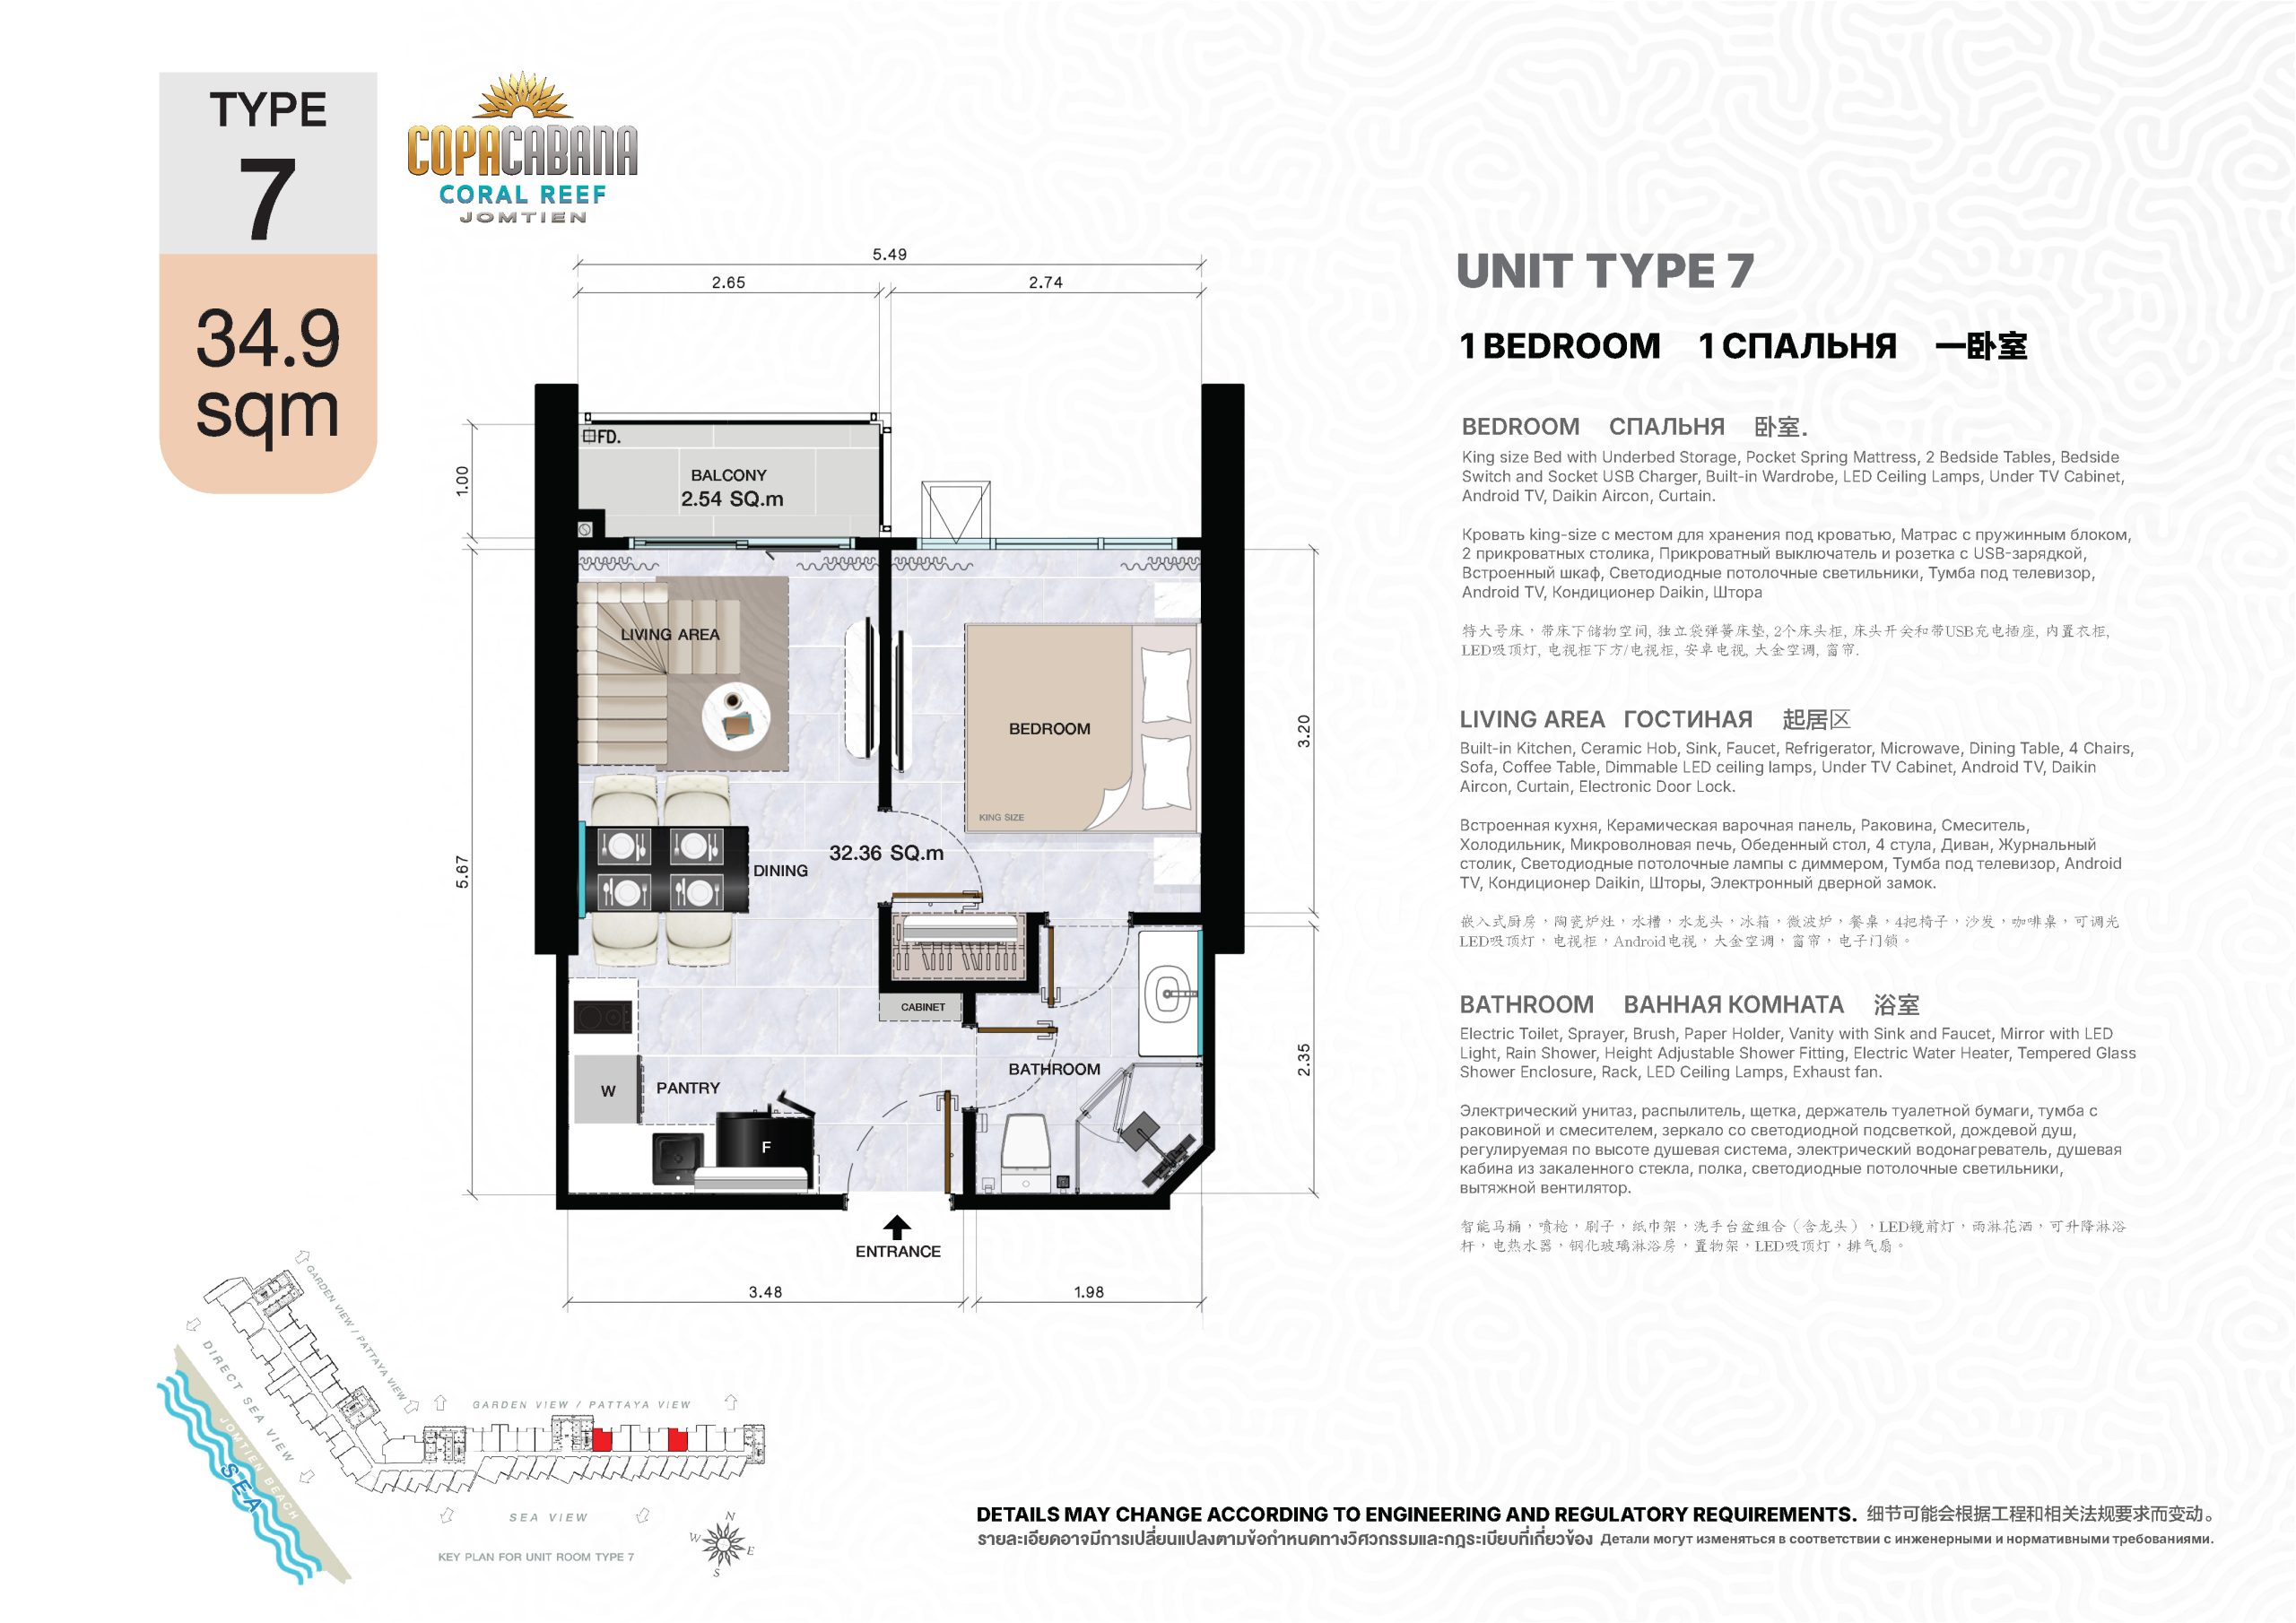 TYPE
7
34.9
sqm
COPACABANA
CORAL REEF
JOMTIEN
5.49
2.65
2.74
1.00
FD.
BALCONY
2.54 SQ.m
LIVING AREA
BEDROOM
KING SIZE
3.20
5.67
32.36 SQ.m
DINING
CABINET
2.35
BATHROOM
W
PANTRY
F
ENTRANCE
3.48
1.98
UNIT TYPE 7
1 BEDROOM 1 СПАЛЬНЯ 一卧室
BEDROOM СПАЛЬНЯ 卧室.
King size Bed with Underbed Storage, Pocket Spring Mattress, 2 Bedside Tables, Bedside
Switch and Socket USB Charger, Built-in Wardrobe, LED Ceiling Lamps, Under TV Cabinet,
Android TV, Daikin Aircon, Curtain.
Кровать king-size с местом для хранения под кроватью, Матрас с пружинным блоком,
2 прикроватных столика, Прикроватный выключатель и розетка с USB-зарядкой,
Встроенный шкаф, Светодиодные потолочные светильники, Тумба под телевизор,
Android TV, Кондиционер Daikin, Штора
特大号床，带床下储物空间, 独立袋弹簧床垫, 2个床头柜, 床头开关和带USB充电插座, 内置衣柜,
LED吸顶灯, 电视柜下方/电视柜, 安卓电视, 大金空调, 窗帘.
LIVING AREA ГОСТИНАЯ 起居区
Built-in Kitchen, Ceramic Hob, Sink, Faucet, Refrigerator, Microwave, Dining Table, 4 Chairs,
Sofa, Coffee Table, Dimmable LED ceiling lamps, Under TV Cabinet, Android TV, Daikin
Aircon, Curtain, Electronic Door Lock.
Встроенная кухня, Керамическая варочная панель, Раковина, Смеситель,
Холодильник, Микроволновая печь, Обеденный стол, 4 стула, Диван, Журнальный
столик, Светодиодные потолочные лампы с диммером, Тумба под телевизор, Android
TV, Кондиционер Daikin, Шторы, Электронный дверной замок.
嵌入式厨房，陶瓷炉灶，水槽，水龙头，冰箱，微波炉，餐桌，4把椅子，沙发，咖啡桌，可调光
LED吸顶灯，电视柜，Android电视，大金空调，窗帘，电子门锁。
BATHROOM ВАННАЯ КОМНАТА 浴室
Electric Toilet, Sprayer, Brush, Paper Holder, Vanity with Sink and Faucet, Mirror with LED
Light, Rain Shower, Height Adjustable Shower Fitting, Electric Water Heater, Tempered Glass
Shower Enclosure, Rack, LED Ceiling Lamps, Exhaust fan.
Электрический унитаз, распылитель, щетка, держатель туалетной бумаги, тумба с
раковиной и смесителем, зеркало со светодиодной подсветкой, дождевой душ,
регулируемая по высоте душевая система, электрический водонагреватель, душевая
кабина из закаленного стекла, полка, светодиодные потолочные светильники,
вытяжной вентилятор.
智能马桶，喷枪，刷子，纸巾架，洗手台盆组合（含龙头），LED镜前灯，雨淋花洒，可升降淋浴
杆，电热水器，钢化玻璃淋浴房，置物架，LED吸顶灯，排气扇。
GARDEN VIEW / PATTAYA VIEW
DIRECT SEA VIEW
JOMTIEN BEACH
SEA
GARDEN VIEW / PATTAYA VIEW
SEA VIEW
N
W
E
S
KEY PLAN FOR UNIT ROOM TYPE 7
DETAILS MAY CHANGE ACCORDING TO ENGINEERING AND REGULATORY REQUIREMENTS. 细节可能会根据工程和相关法规要求而变动。
รายละเอียดอาจมีการเปลี่ยนแปลงตามข้อกำหนดทางวิศวกรรมและกฎระเบียบที่เกี่ยวข้อง Детали могут изменяться в соответствии с инженерными и нормативными требованиями.